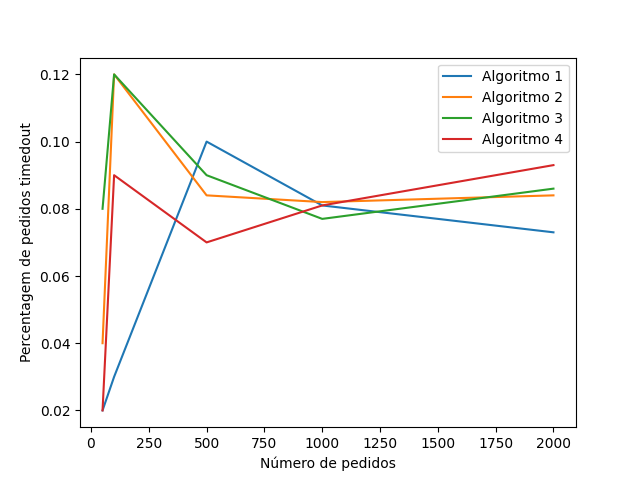 Algoritmo 1
Algoritmo 2
Algoritmo 3
Algoritmo 4
Percentagem de pedidos timedout
0.12
0.10
0.08
0.06
0.04
0.02
0 250 500 750 1000 1250 1500 1750 2000
Número de pedidos